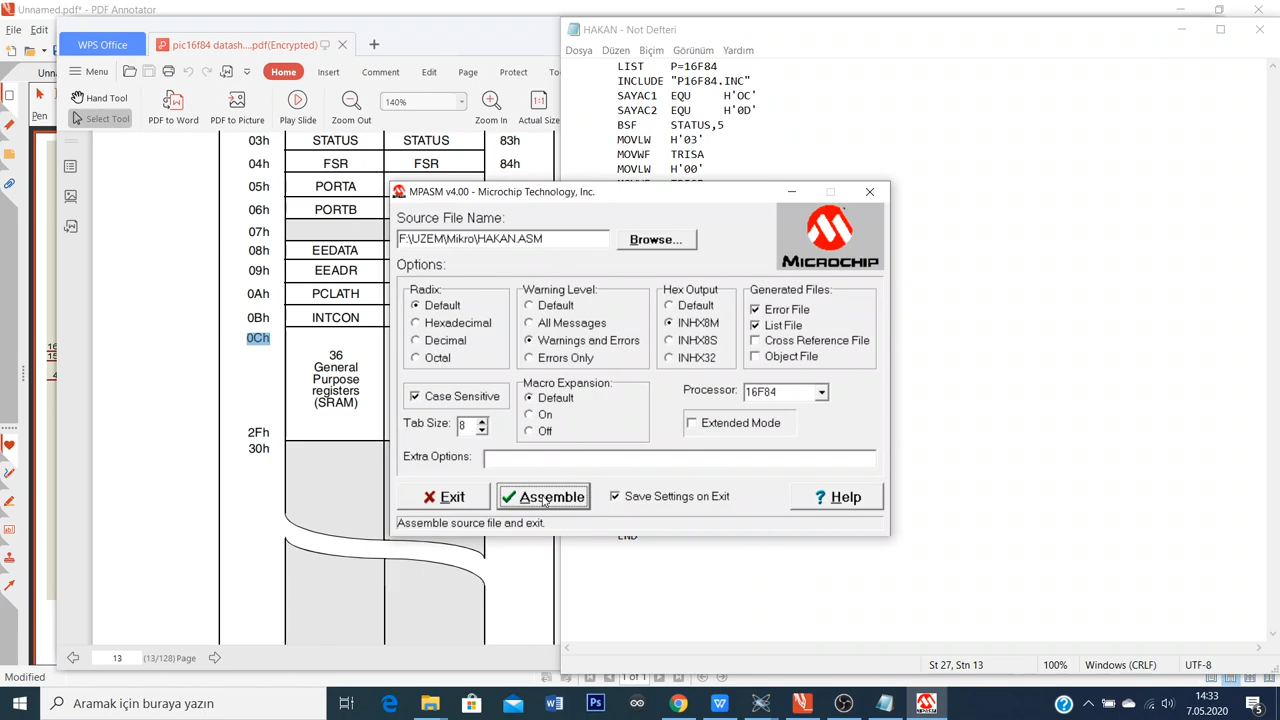 Unnamed.pdf* - PDF Annotator
File
Edit
WPS Office
pic16f84 datash....pdf(Encrypted)
Menu
Home
Insert
Comment
Edit
Page
Protect
Hand Tool
Select Tool
PDF to Word
PDF to Picture
Play Slide
Zoom Out
140%
Zoom In
Actual Size
Pen
03h STATUS STATUS 83h
04h FSR FSR 84h
05h PORTA
06h PORTB
07h
08h EEDATA
09h EEADR
0Ah PCLATH
0Bh INTCON
0Ch
36
General
Purpose
registers
(SRAM)
2Fh
30h
13 (13/128)Page
Modified
1 of 1
HAKAN - Not Defteri
Dosya Düzen Biçim Görünüm Yardım
LIST P=16F84
INCLUDE "P16F84.INC"
SAYAC1 EQU H'OC'
SAYAC2 EQU H'0D'
BSF STATUS,5
MOVLW H'03'
MOVWF TRISA
MOVLW H'00'
END
St 27, Stn 13 100% Windows (CRLF) UTF-8
MPASM v4.00 - Microchip Technology, Inc.
Source File Name:
F:\UZEM\Mikro\HAKAN.ASM
Browse...
MICROCHIP
Options:
Radix:
Default
Hexadecimal
Decimal
Octal
Warning Level:
Default
All Messages
Warnings and Errors
Errors Only
Hex Output
Default
INHX8M
INHX8S
INHX32
Generated Files:
Error File
List File
Cross Reference File
Object File
Case Sensitive
Tab Size: 8
Macro Expansion:
Default
On
Off
Processor: 16F84
Extended Mode
Extra Options:
Exit
Assemble
Save Settings on Exit
Help
Assemble source file and exit.
Aramak için buraya yazın
14:33
7.05.2020